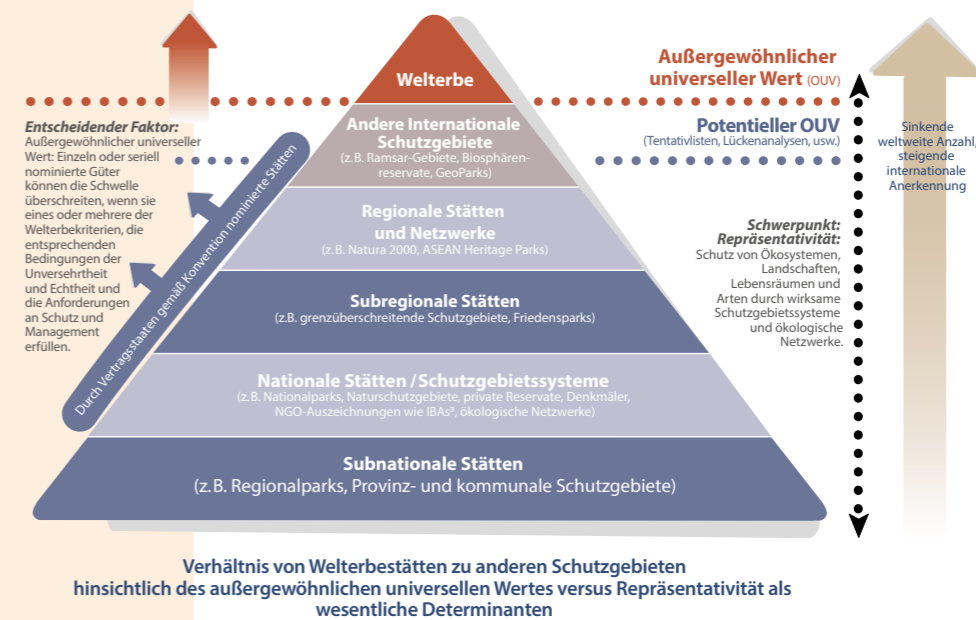 Welterbe
Außergewöhnlicher
universeller Wert (OUV)
Entscheidender Faktor:
Außergewöhnlicher universeller
Wert: Einzeln oder seriell
nominierte Güter
können die Schwelle
überschreiten, wenn sie
eines oder mehrere der
Welterbekriterien, die
entsprechenden
Bedingungen der
Unversehrtheit
und Echtheit und
die Anforderungen
an Schutz und
Management
erfüllen.
Durch Vertragsstaaten gemäß Konvention nominierte Stätten
Andere Internationale
Schutzgebiete
(z.B. Ramsar-Gebiete, Biosphären-
reservate, GeoParks)
Potentieller OUV
(Tentativlisten, Lückenanalysen, usw.)
Sinkende
weltweite Anzahl,
steigende
internationale
Anerkennung
Regionale Stätten
und Netzwerke
(z.B. Natura 2000, ASEAN Heritage Parks)
Schwerpunkt:
Repräsentativität:
Schutz von Ökosystemen,
Landschaften,
Lebensräumen und
Arten durch wirksame
Schutzgebietssysteme
und ökologische
Netzwerke.
Subregionale Stätten
(z.B. grenzüberschreitende Schutzgebiete, Friedensparks)
Nationale Stätten / Schutzgebietssysteme
(z.B. Nationalparks, Naturschutzgebiete, private Reservate, Denkmäler,
NGO-Auszeichnungen wie IBAs³, ökologische Netzwerke)
Subnationale Stätten
(z.B. Regionalparks, Provinz- und kommunale Schutzgebiete)
Verhältnis von Welterbestätten zu anderen Schutzgebieten
hinsichtlich des außergewöhnlichen universellen Wertes versus Repräsentativität als
wesentliche Determinanten